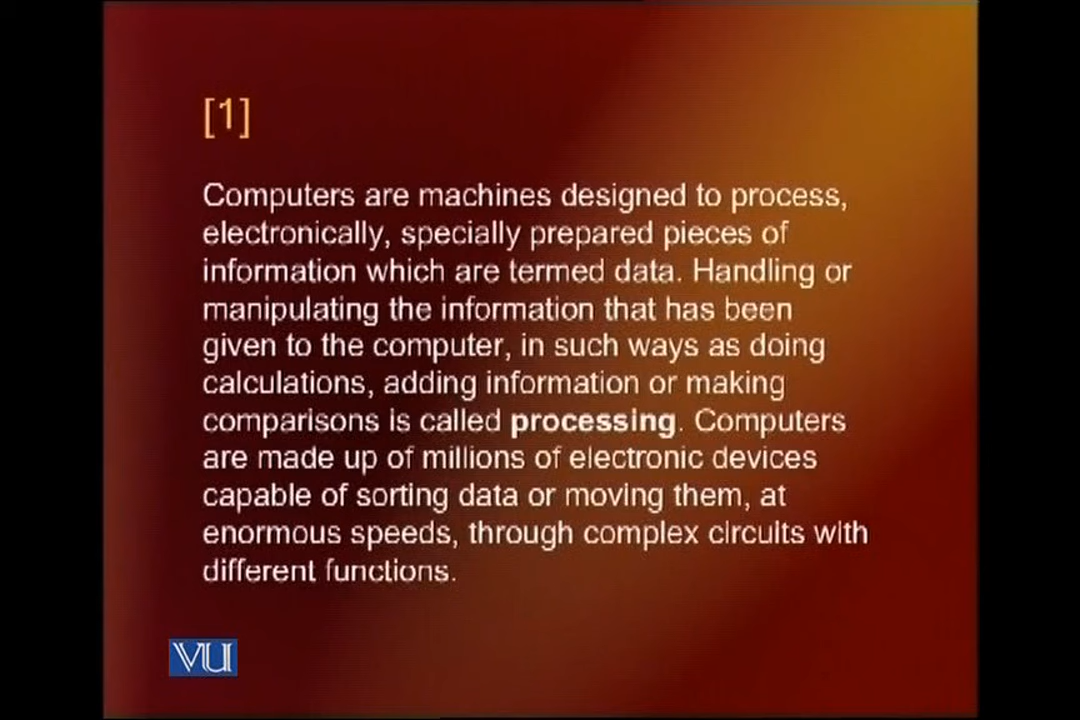 [1]
Computers are machines designed to process,
electronically, specially prepared pieces of
information which are termed data. Handling or
manipulating the information that has been
given to the computer, in such ways as doing
calculations, adding information or making
comparisons is called processing. Computers
are made up of millions of electronic devices
capable of sorting data or moving them, at
enormous speeds, through complex circuits with
different functions.
VU